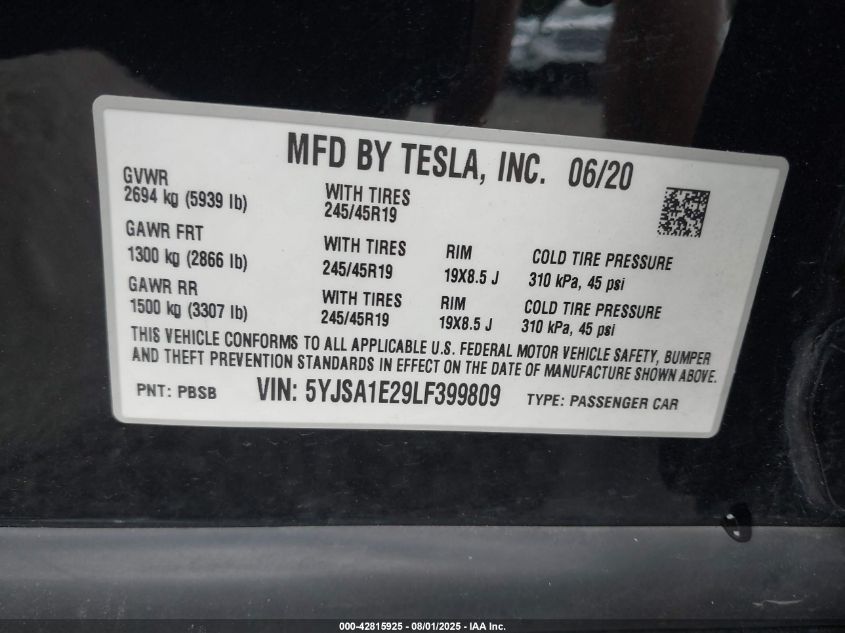 MFD BY TESLA, INC. 06/20
GVWR
2694 kg (5939 lb)
WITH TIRES
245/45R19
GAWR FRT
1300 kg (2866 lb)
WITH TIRES
245/45R19
RIM
19X8.5 J
COLD TIRE PRESSURE
310 kPa, 45 psi
GAWR RR
1500 kg (3307 lb)
WITH TIRES
245/45R19
RIM
19X8.5 J
COLD TIRE PRESSURE
310 kPa, 45 psi
THIS VEHICLE CONFORMS TO ALL APPLICABLE U.S. FEDERAL MOTOR VEHICLE SAFETY, BUMPER
AND THEFT PREVENTION STANDARDS IN EFFECT ON THE DATE OF MANUFACTURE SHOWN ABOVE.
PNT: PBSB VIN: 5YJSA1E29LF399809 TYPE: PASSENGER CAR
000-42815925 - 08/01/2025 - IAA Inc.